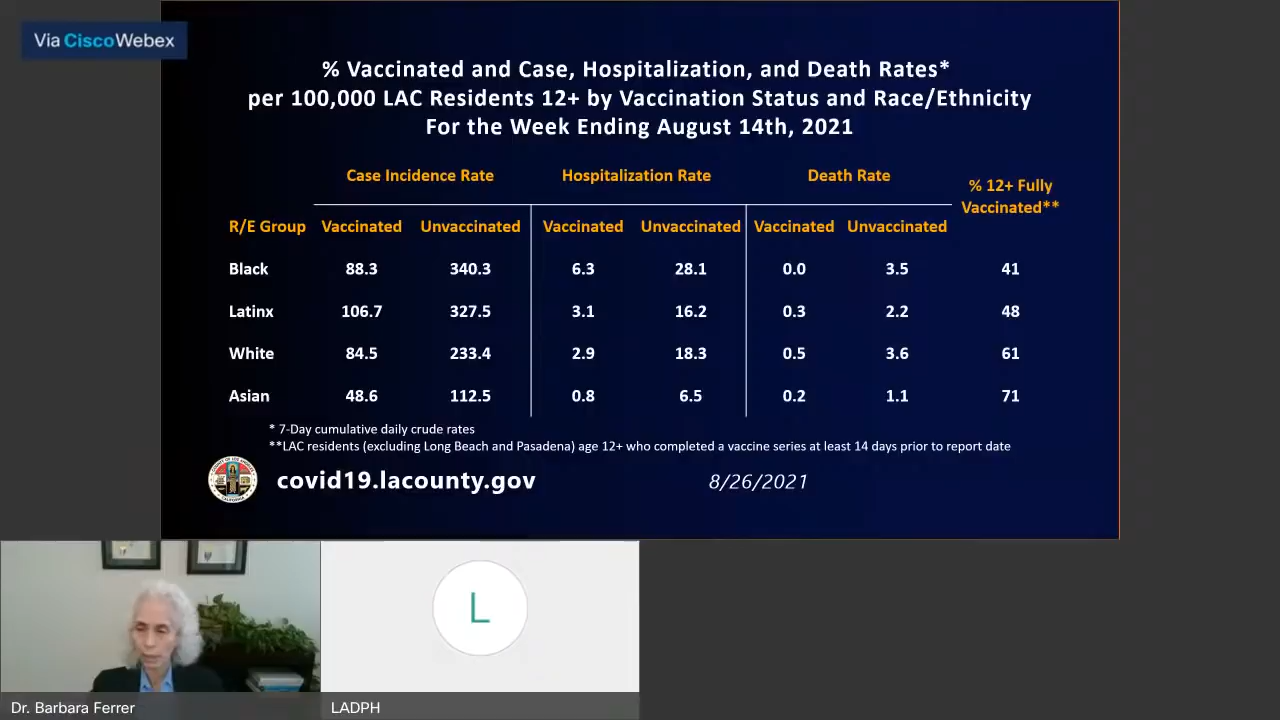 Via CiscoWebex
% Vaccinated and Case, Hospitalization, and Death Rates*
per 100,000 LAC Residents 12+ by Vaccination Status and Race/Ethnicity
For the Week Ending August 14th, 2021
Case Incidence Rate Hospitalization Rate Death Rate % 12+ Fully
Vaccinated**
R/E Group Vaccinated Unvaccinated Vaccinated Unvaccinated Vaccinated Unvaccinated
Black 88.3 340.3 6.3 28.1 0.0 3.5 41
Latinx 106.7 327.5 3.1 16.2 0.3 2.2 48
White 84.5 233.4 2.9 18.3 0.5 3.6 61
Asian 48.6 112.5 0.8 6.5 0.2 1.1 71
* 7-Day cumulative daily crude rates
**LAC residents (excluding Long Beach and Pasadena) age 12+ who completed a vaccine series at least 14 days prior to report date
covid19.lacounty.gov 8/26/2021
L
Dr. Barbara Ferrer LADPH